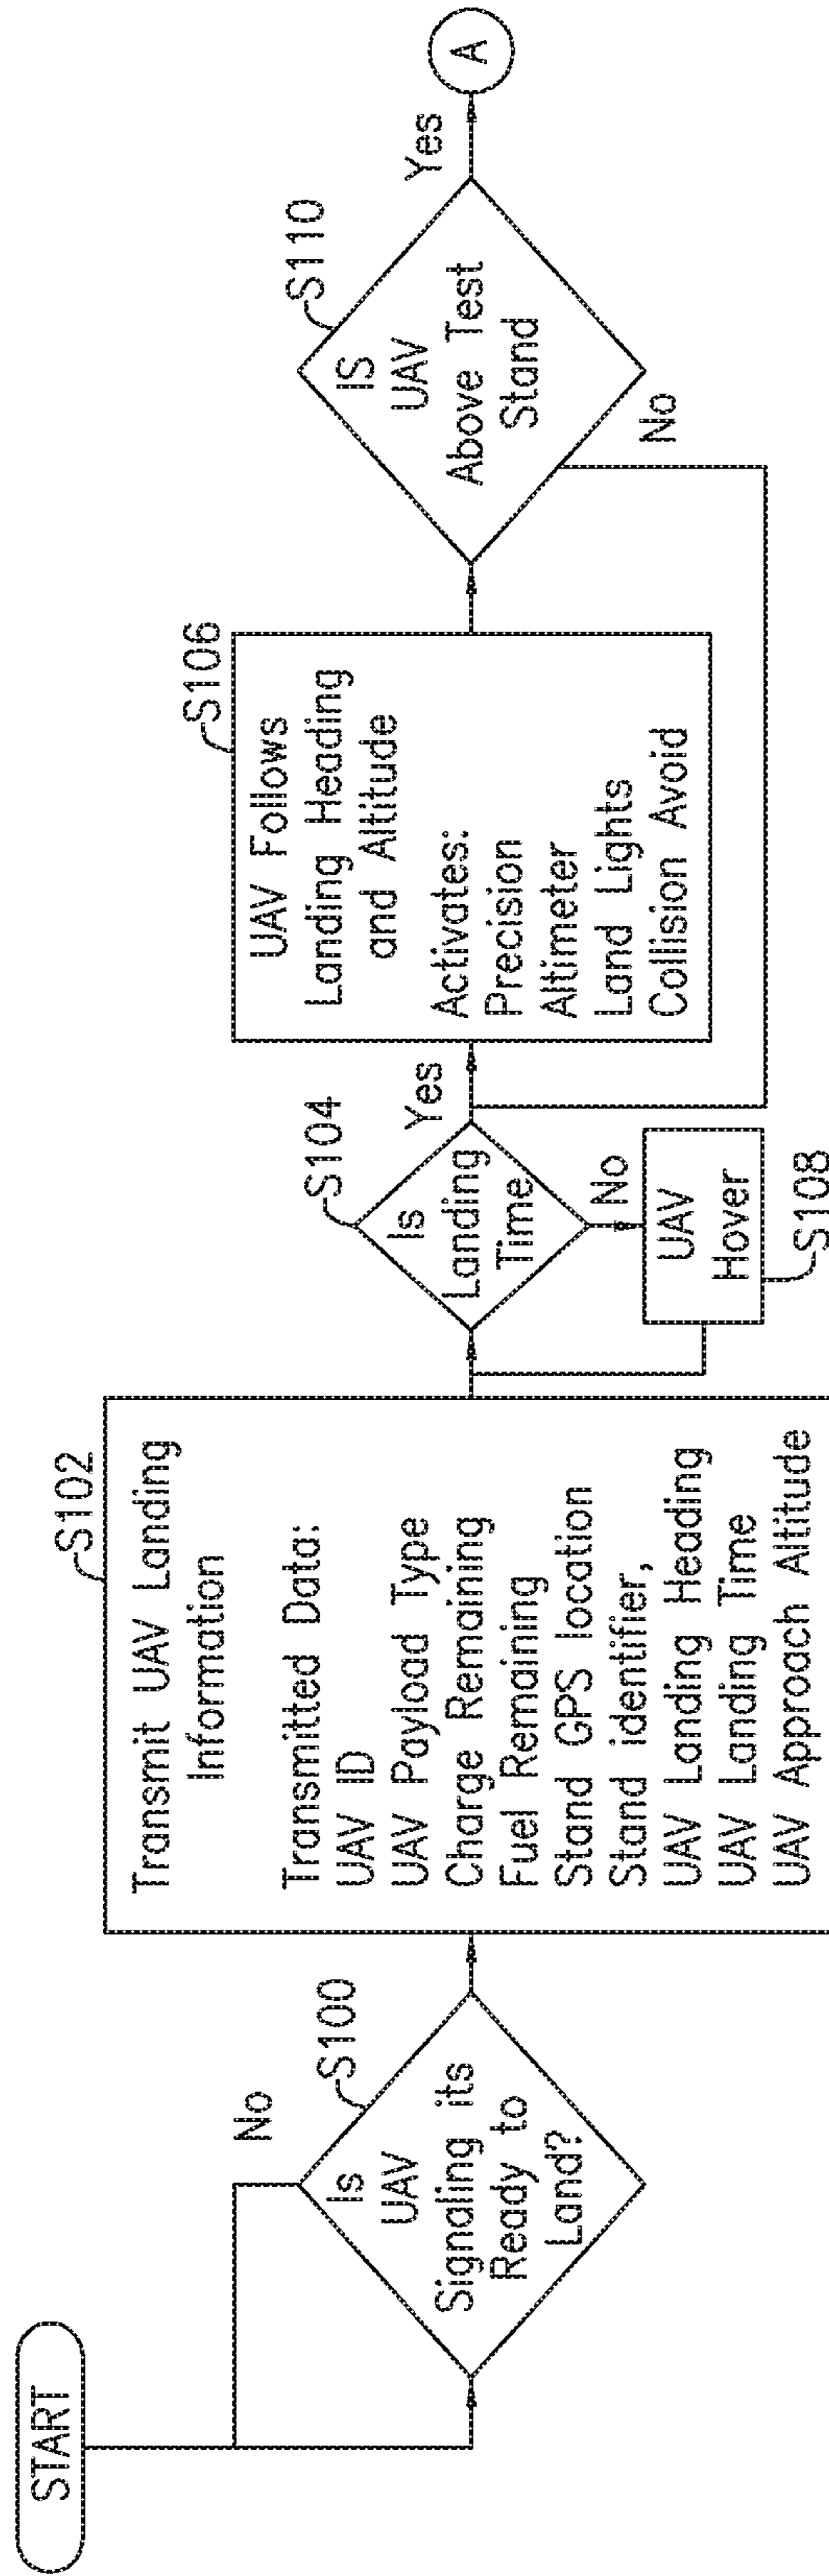 START
No
S100
Is
UAV
Signaling its
Ready to
Land?
S102
Transmit UAV Landing
Information
Transmitted Data:
UAV ID
UAV Payload Type
Charge Remaining
Fuel Remaining
Stand GPS location
Stand identifier,
UAV Landing Heading
UAV Landing Time
UAV Approach Altitude
S104
Is
Landing
Time
Yes
No
UAV
Hover
S108
S106
UAV Follows
Landing Heading
and Altitude
Activates:
Precision
Altimeter
Land Lights
Collision Avoid
S110
IS
UAV
Above Test
Stand
No
Yes
A